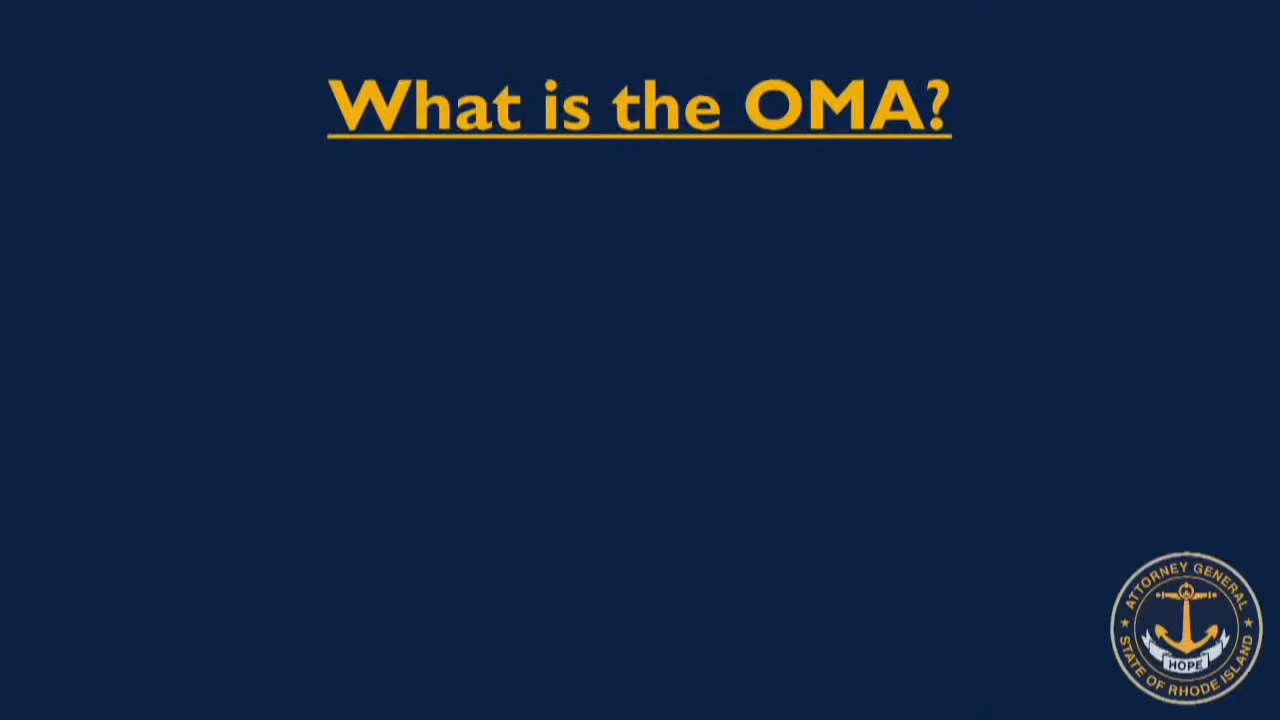 What is the OMA?
ATTORNEY GENERAL
HOPE
STATE OF RHODE ISLAND